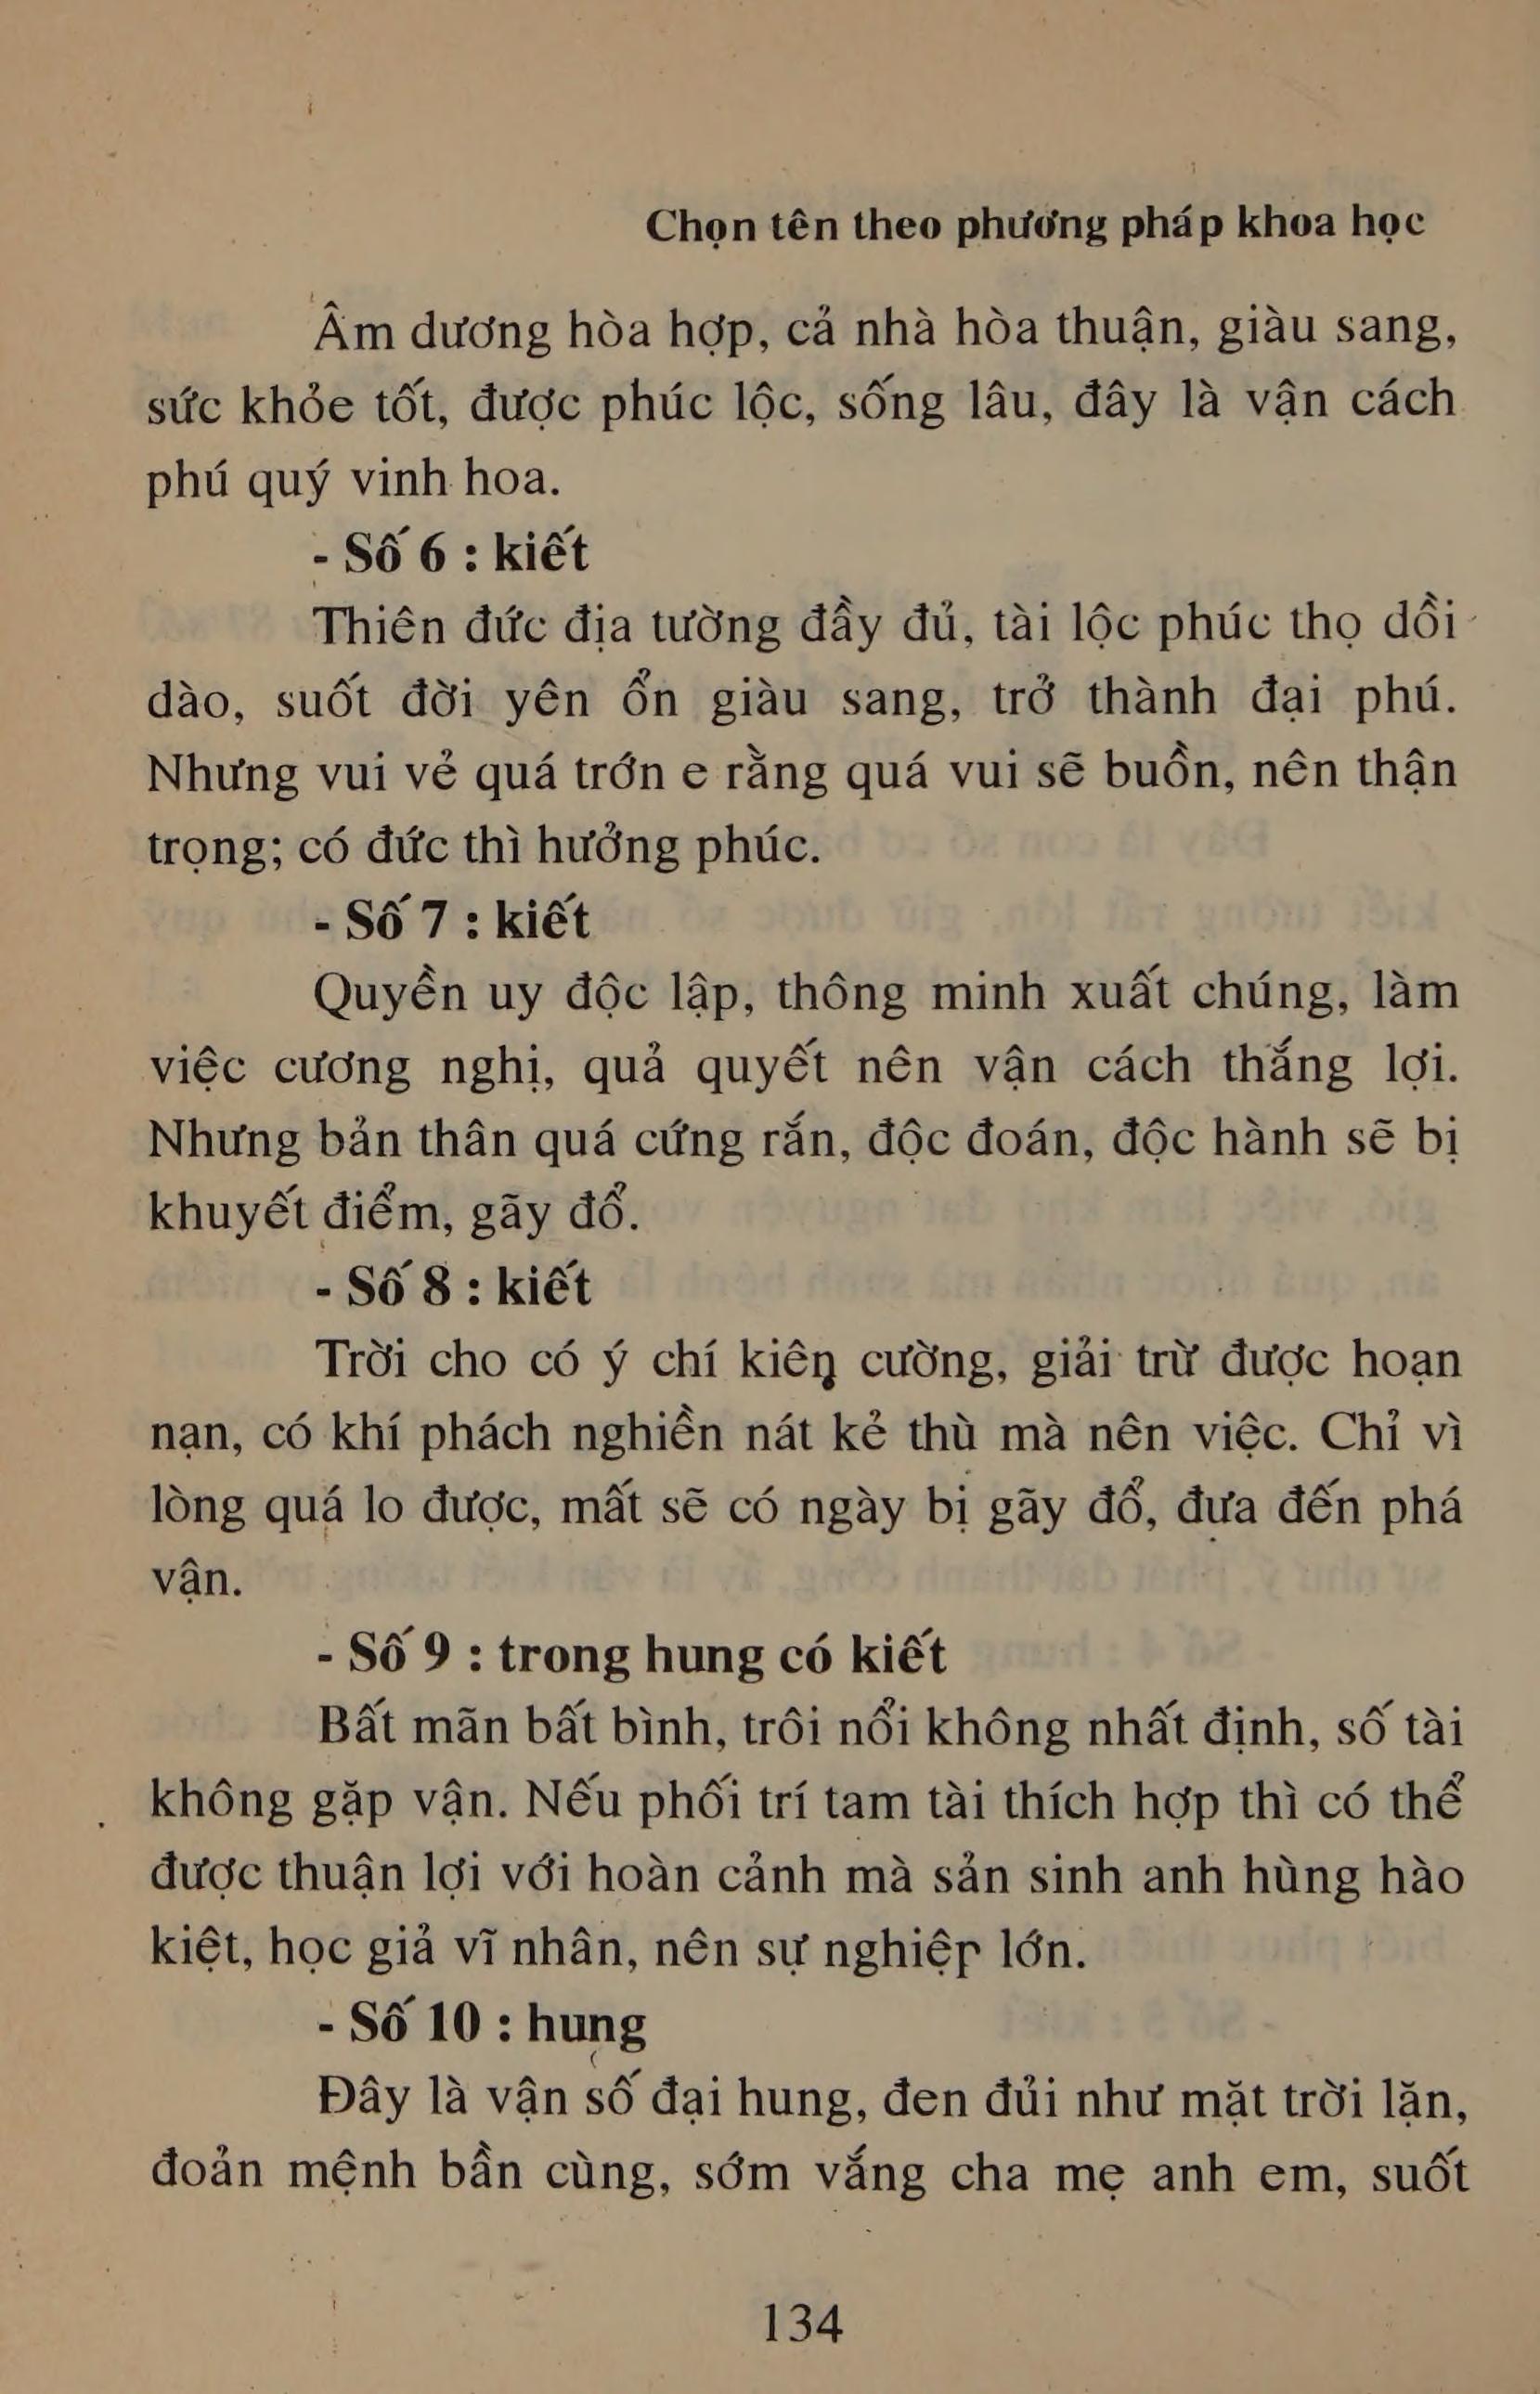 Chọn tên theo phương pháp khoa học
Âm dương hòa hợp, cả nhà hòa thuận, giàu sang,
sức khỏe tốt, được phúc lộc, sống lâu, đây là vận cách
phú quý vinh hoa.
- Số 6 : kiết
Thiên đức địa tường đầy đủ, tài lộc phúc thọ dồi
dào, suốt đời yên ổn giàu sang, trở thành đại phú.
Nhưng vui vẻ quá trớn e rằng quá vui sẽ buồn, nên thận
trọng; có đức thì hưởng phúc.
- Số 7 : kiết
Quyền uy độc lập, thông minh xuất chúng, làm
việc cương nghị, quả quyết nên vận cách thắng lợi.
Nhưng bản thân quá cứng rắn, độc đoán, độc hành sẽ bị
khuyết điểm, gãy đổ.
- Số 8 : kiết
Trời cho có ý chí kiên cường, giải trừ được hoạn
nạn, có khí phách nghiền nát kẻ thù mà nên việc. Chỉ vì
lòng quá lo được, mất sẽ có ngày bị gãy đổ, đưa đến phá
vận.
- Số 9 : trong hung có kiết
Bất mãn bất bình, trôi nổi không nhất định, số tài
không gặp vận. Nếu phối trí tam tài thích hợp thì có thể
được thuận lợi với hoàn cảnh mà sản sinh anh hùng hào
kiệt, học giả vĩ nhân, nên sự nghiệp lớn.
- Số 10 : hung
Đây là vận số đại hung, đen đủi như mặt trời lặn,
đoản mệnh bần cùng, sớm vắng cha mẹ anh em, suốt
134